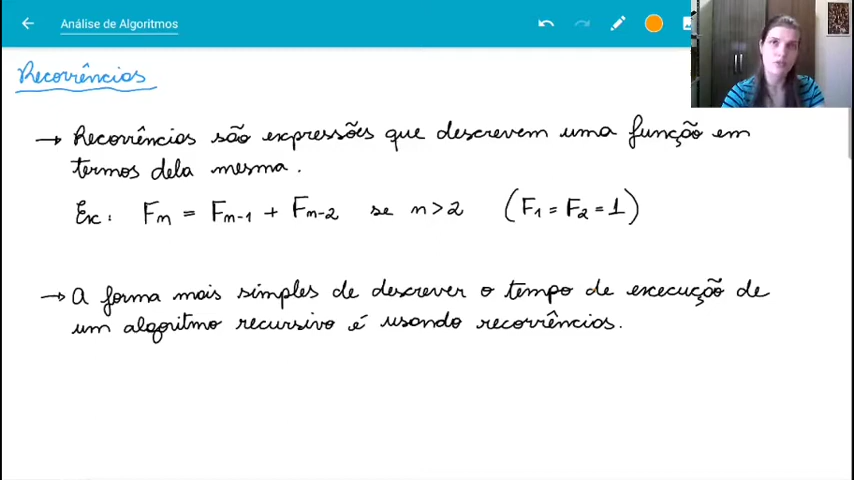 Análise de Algoritmos
Recorrências
→ Recorrências são expressões que descrevem uma função em
termos dela mesma.
Ex: Fn = Fn-1 + Fn-2 se n>2 (F1 = F2 = 1)
→ A forma mais simples de descrever o tempo de execução de
um algoritmo recursivo é usando recorrências.